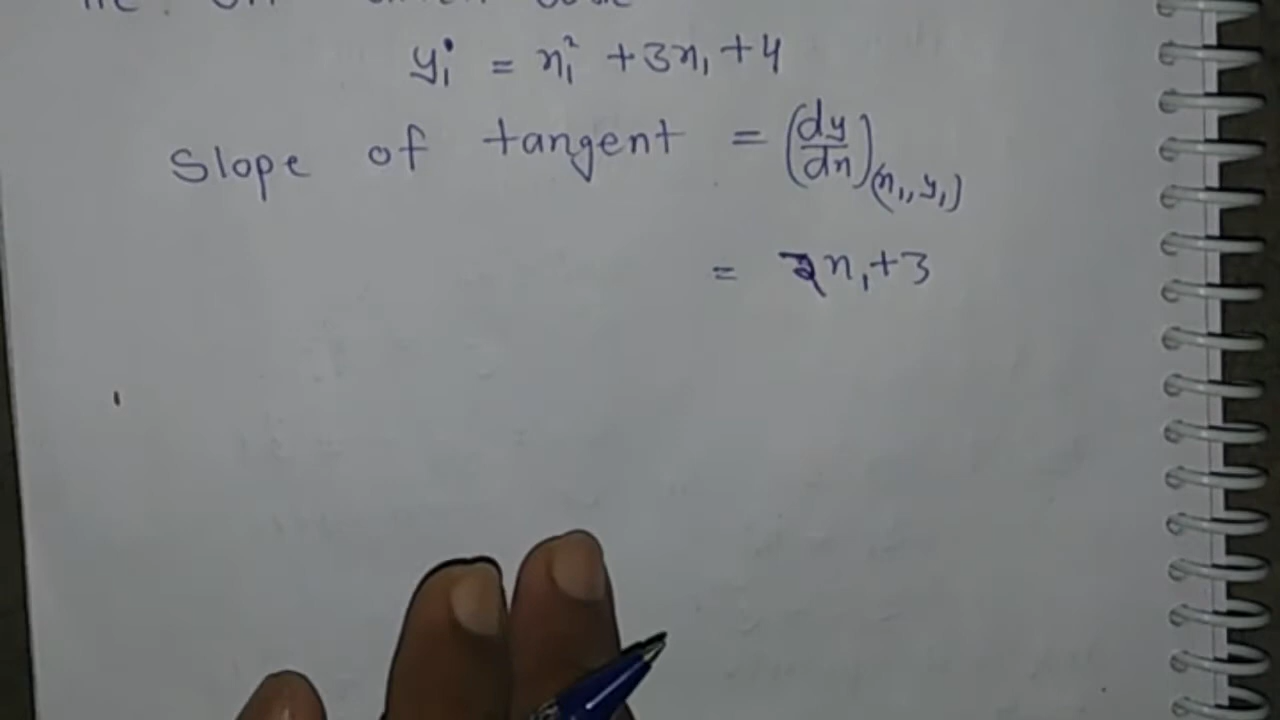 y₁ = x₁² + 3x₁ + 4
Slope of tangent = (dy/dx)(x₁, y₁)
= 2x₁ + 3